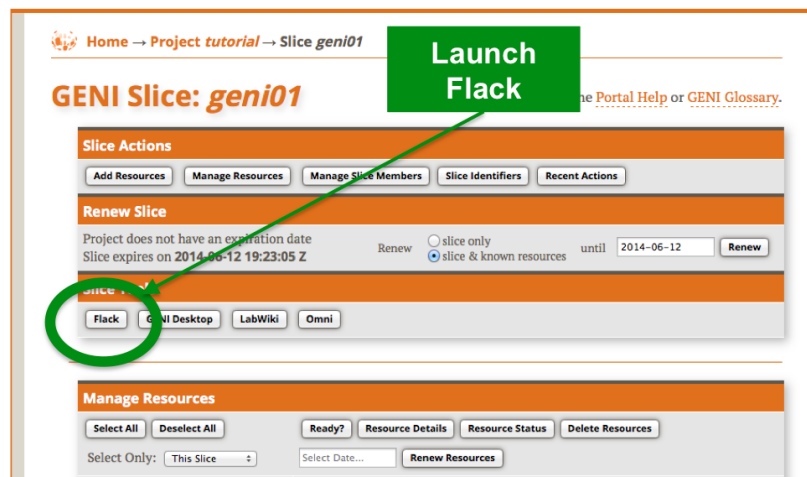 Home → Project tutorial → Slice geni01
Launch
Flack
GENI Slice: geni01
he Portal Help or GENI Glossary.
Slice Actions
Add Resources Manage Resources Manage Slice Members Slice Identifiers Recent Actions
Renew Slice
Project does not have an expiration date
Slice expires on 2014-06-12 19:23:05 Z
Renew
slice only
slice & known resources
until 2014-06-12 Renew
Slice Tools
Flack GENI Desktop LabWiki Omni
Manage Resources
Select All Deselect All Ready? Resource Details Resource Status Delete Resources
Select Only: This Slice Select Date... Renew Resources